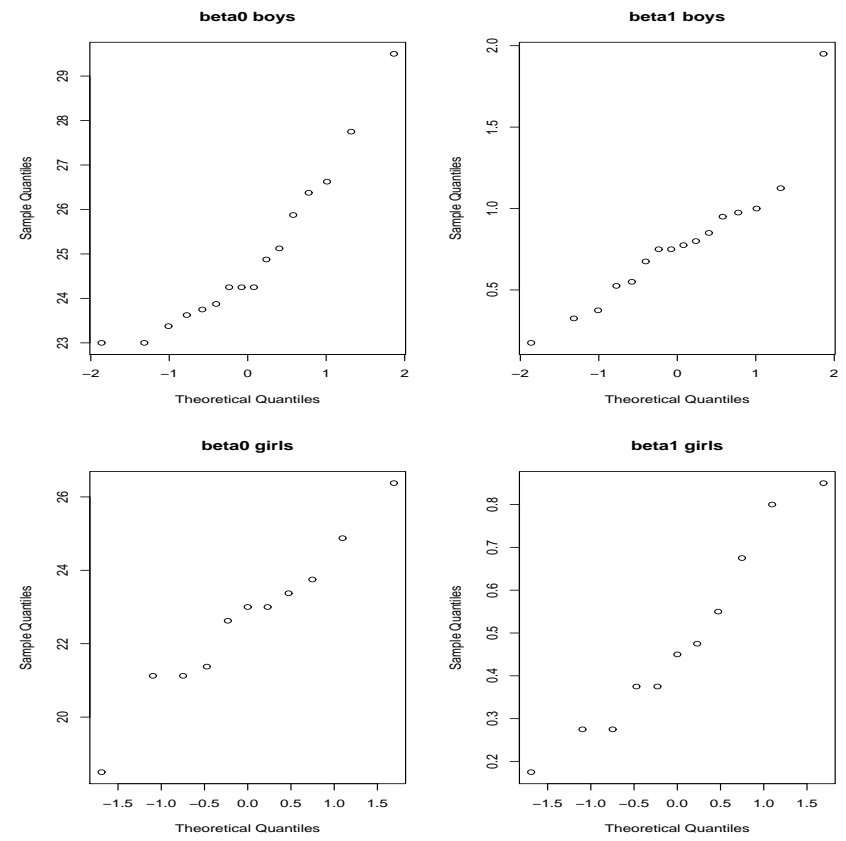 beta0 boys
Sample Quantiles
29
28
27
26
25
24
23
−2 −1 0 1 2
Theoretical Quantiles
beta1 boys
Sample Quantiles
2.0
1.5
1.0
0.5
−2 −1 0 1 2
Theoretical Quantiles
beta0 girls
Sample Quantiles
26
24
22
20
−1.5 −1.0 −0.5 0.0 0.5 1.0 1.5
Theoretical Quantiles
beta1 girls
Sample Quantiles
0.8
0.7
0.6
0.5
0.4
0.3
0.2
−1.5 −1.0 −0.5 0.0 0.5 1.0 1.5
Theoretical Quantiles